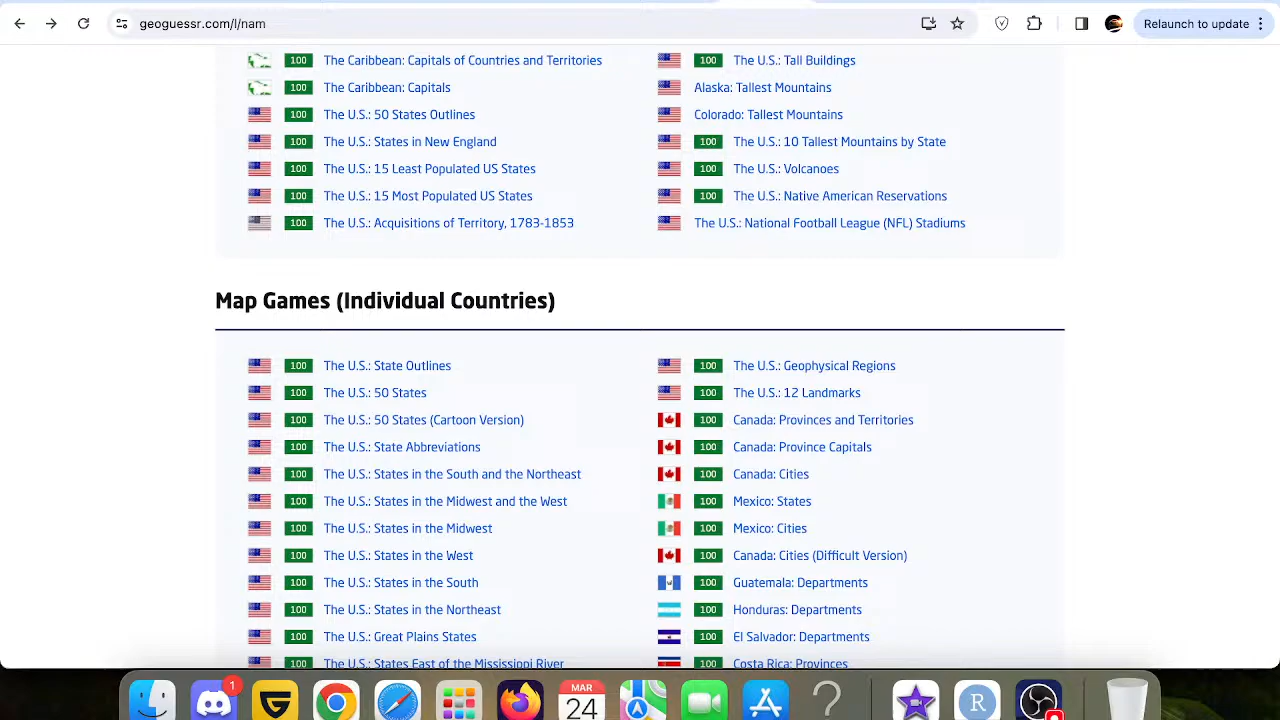 geoguessr.com/l/nam
Relaunch to update
100 The Caribbean: Capitals of Countries and Territories
100 The Caribbean: Capitals
100 The U.S.: 50 States Outlines
100 The U.S.: States in New England
100 The U.S.: 15 Least Populated US States
100 The U.S.: 15 Most Populated US States
100 The U.S.: Acquisitions of Territory, 1783-1853
100 The U.S.: Tall Buildings
Alaska: Tallest Mountains
Colorado: Tallest Mountains
100 The U.S.: 10 Tallest Mountains by State
100 The U.S.: Volcanoes
100 The U.S.: Native American Reservations
The U.S.: National Football League (NFL) Stadiums
Map Games (Individual Countries)
100 The U.S.: State Outlines
100 The U.S.: 50 States
100 The U.S.: 50 States (Cartoon Version)
100 The U.S.: State Abbreviations
100 The U.S.: States in the South and the Northeast
100 The U.S.: States in the Midwest and the West
100 The U.S.: States in the Midwest
100 The U.S.: States in the West
100 The U.S.: States in the South
100 The U.S.: States in the Northeast
100 The U.S.: Great Plains States
100 The U.S.: States East of the Mississippi River
100 The U.S.: Geophysical Regions
100 The U.S.: 12 Landmarks
100 Canada: Provinces and Territories
100 Canada: Province Capitals
100 Canada: Cities
100 Mexico: States
100 Mexico: Cities
100 Canada: Cities (Difficult Version)
100 Guatemala: Departments
100 Honduras: Departments
100 El Salvador: Departments
100 Costa Rica: Provinces
1
MAR
24
?
R